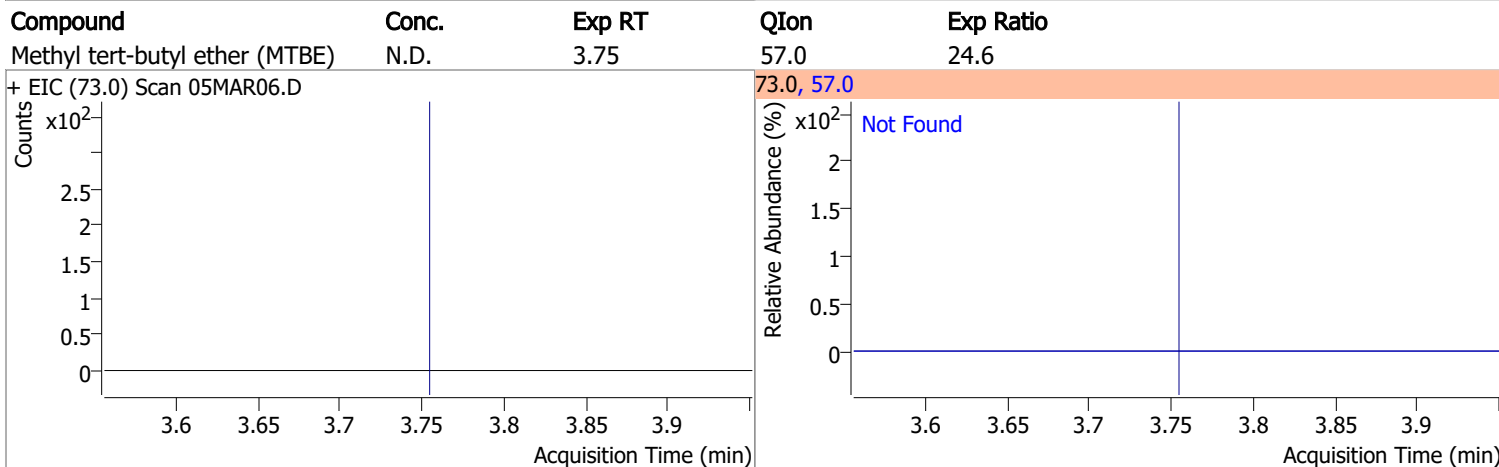 Compound Conc. Exp RT QIon Exp Ratio
Methyl tert-butyl ether (MTBE) N.D. 3.75 57.0 24.6
+ EIC (73.0) Scan 05MAR06.D
Counts
x10²
2.5
2
1.5
1
0.5
0
3.6 3.65 3.7 3.75 3.8 3.85 3.9
Acquisition Time (min)
73.0, 57.0
Relative Abundance (%)
x10²
Not Found
2
1.5
1
0.5
0
3.6 3.65 3.7 3.75 3.8 3.85 3.9
Acquisition Time (min)